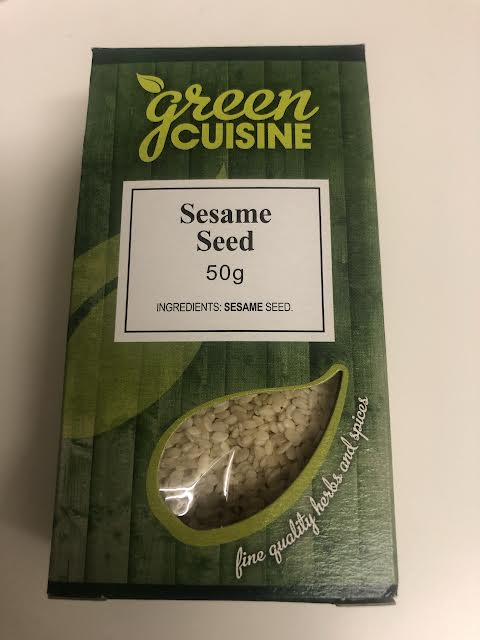 green
CUISINE
Sesame
Seed
50g
INGREDIENTS: SESAME SEED.
fine quality herbs and spices